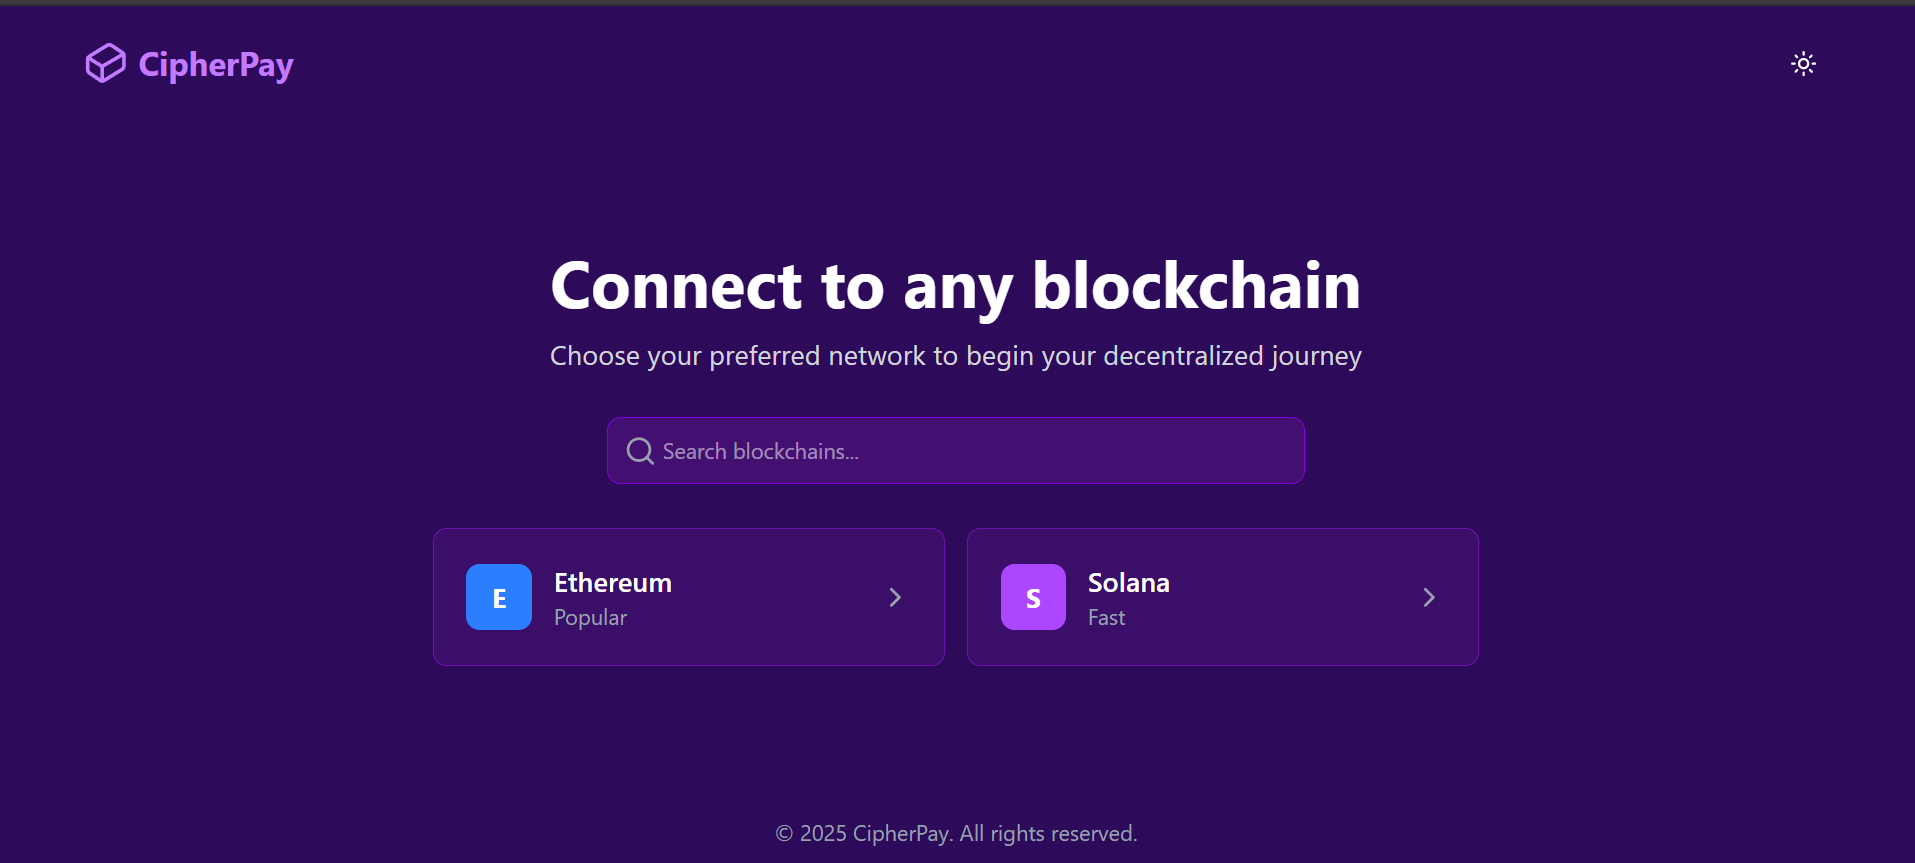 CipherPay
Connect to any blockchain
Choose your preferred network to begin your decentralized journey
Search blockchains...
E
Ethereum
Popular
S
Solana
Fast
© 2025 CipherPay. All rights reserved.